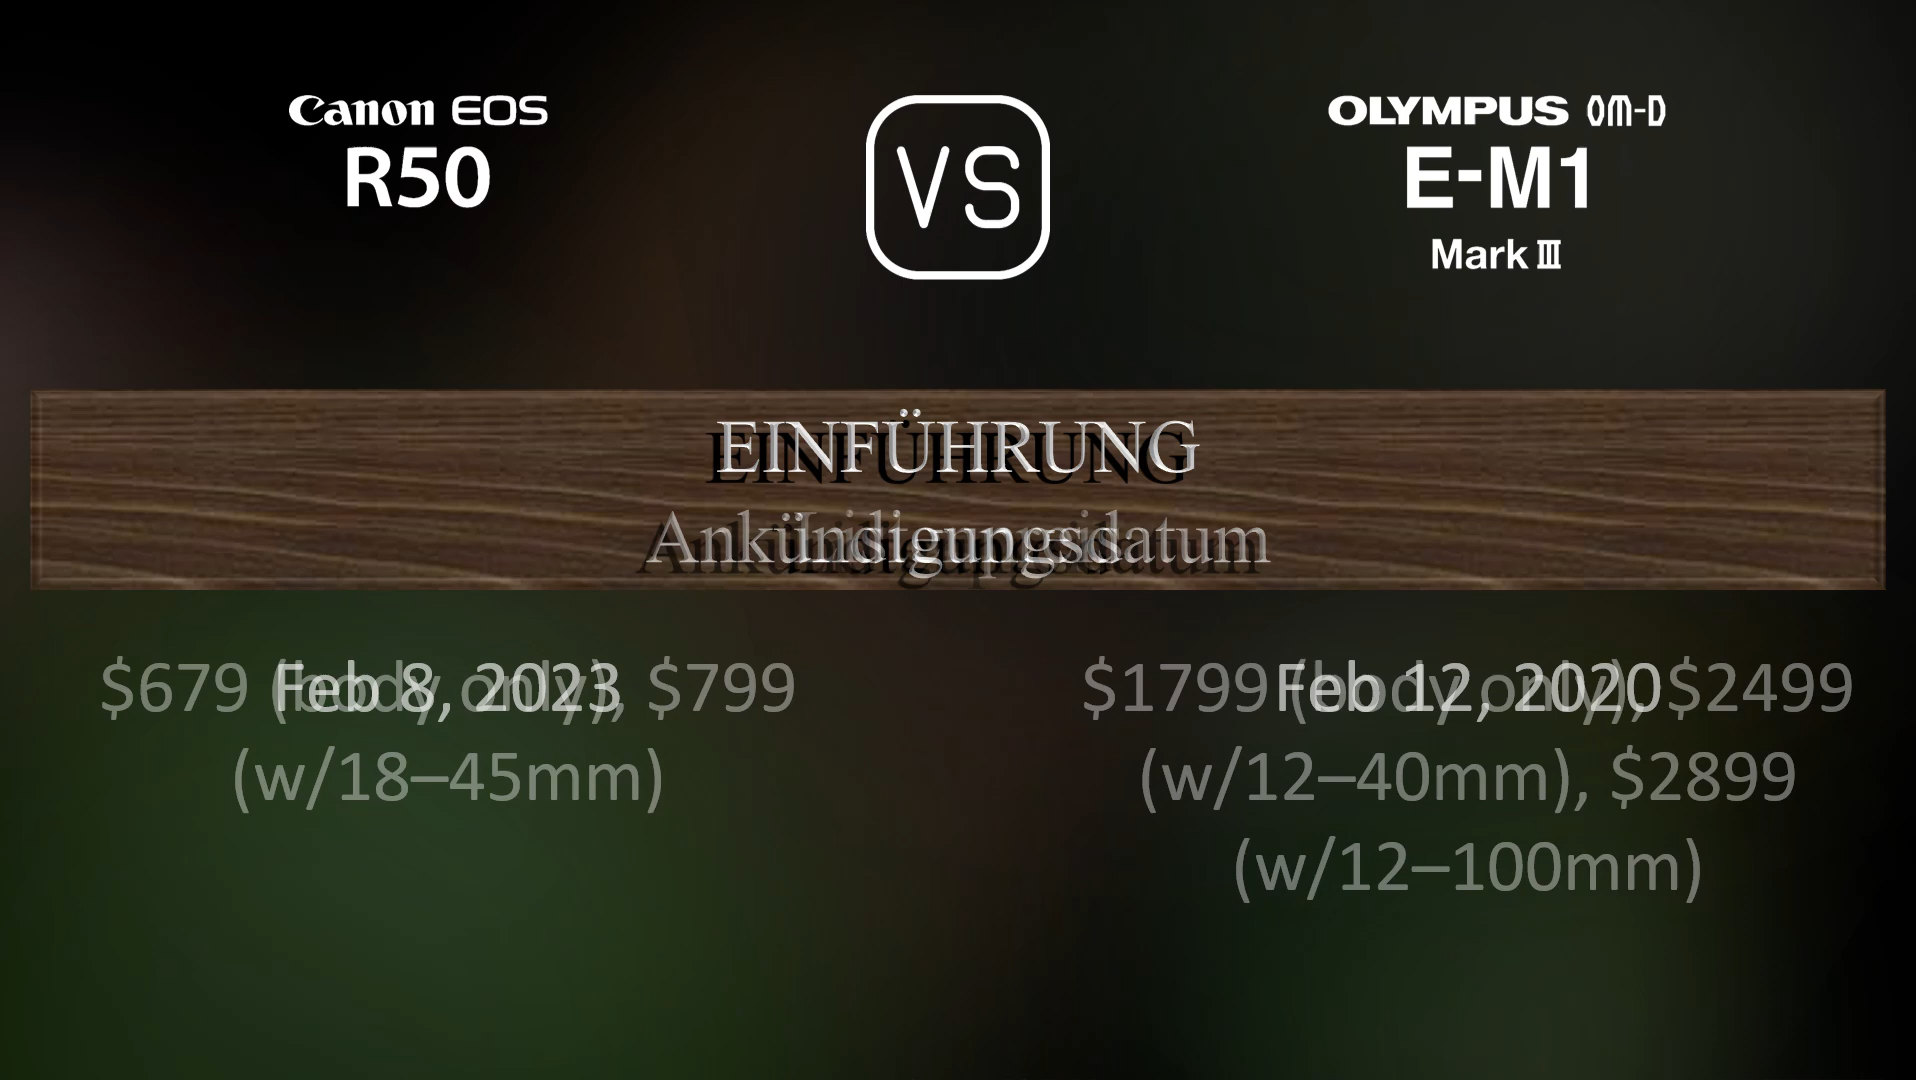 Canon EOS
R50
VS
OLYMPUS OM-D
E-M1
Mark III
EINFÜHRUNG
Ankündigungsdatum
Feb 8, 2023
$679 (body only), $799
(w/18–45mm)
Feb 12, 2020
$1799 (body only), $2499
(w/12–40mm), $2899
(w/12–100mm)